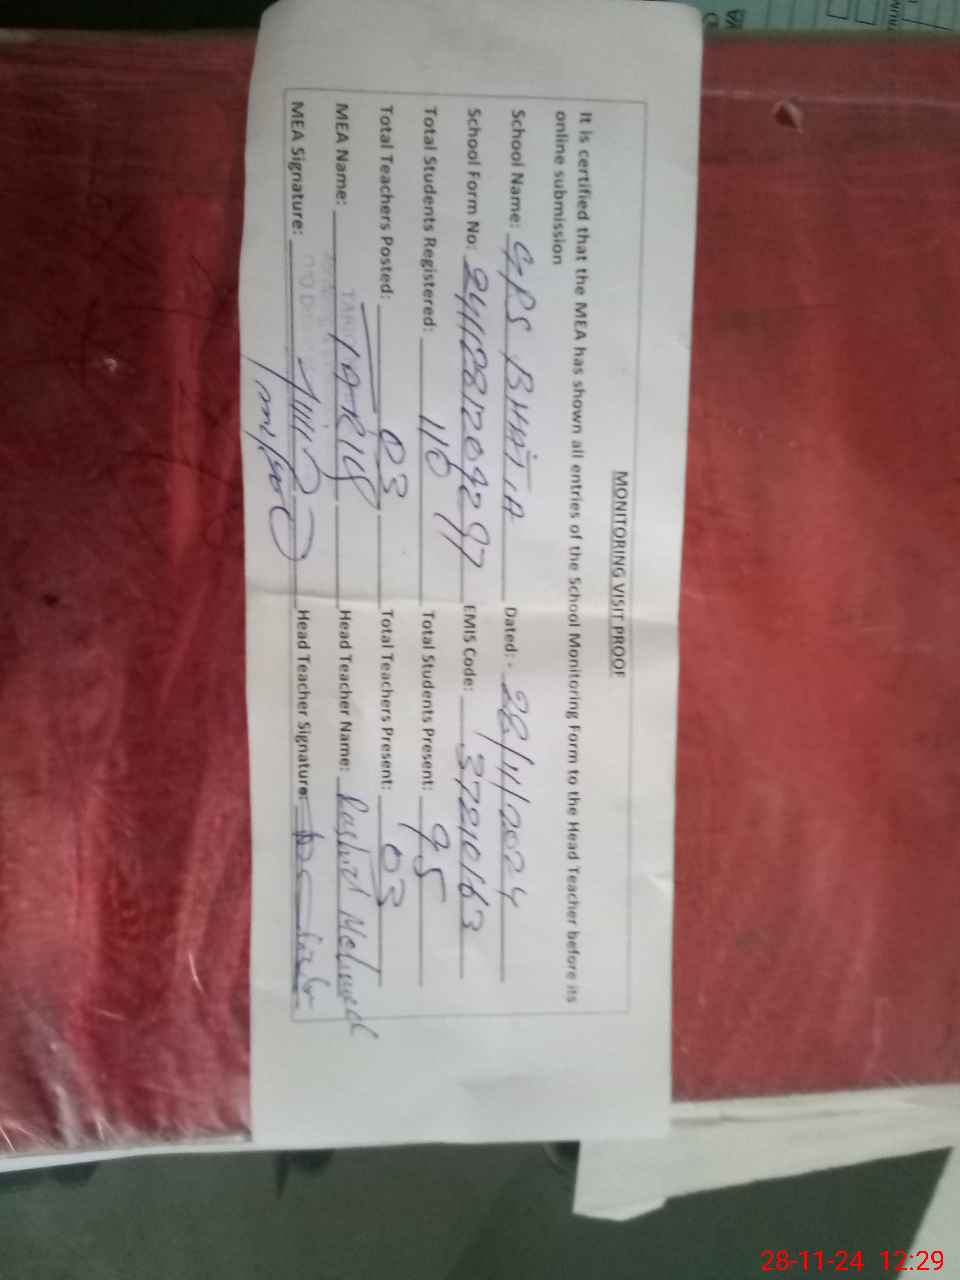 MONITORING VISIT PROOF
It is certified that the MEA has shown all entries of the School Monitoring Form to the Head Teacher before its
online submission
School Name: GPS BHATIA Dated: - 28/11/2024
School Form No: EMIS Code: 37210163
Total Students Registered: 110 Total Students Present: 95
Total Teachers Posted: 03 Total Teachers Present: 03
MEA Name: TARIQ Head Teacher Name: Rashid Mehmood
MEA Signature: Head Teacher Signature:
28-11-24 12:29